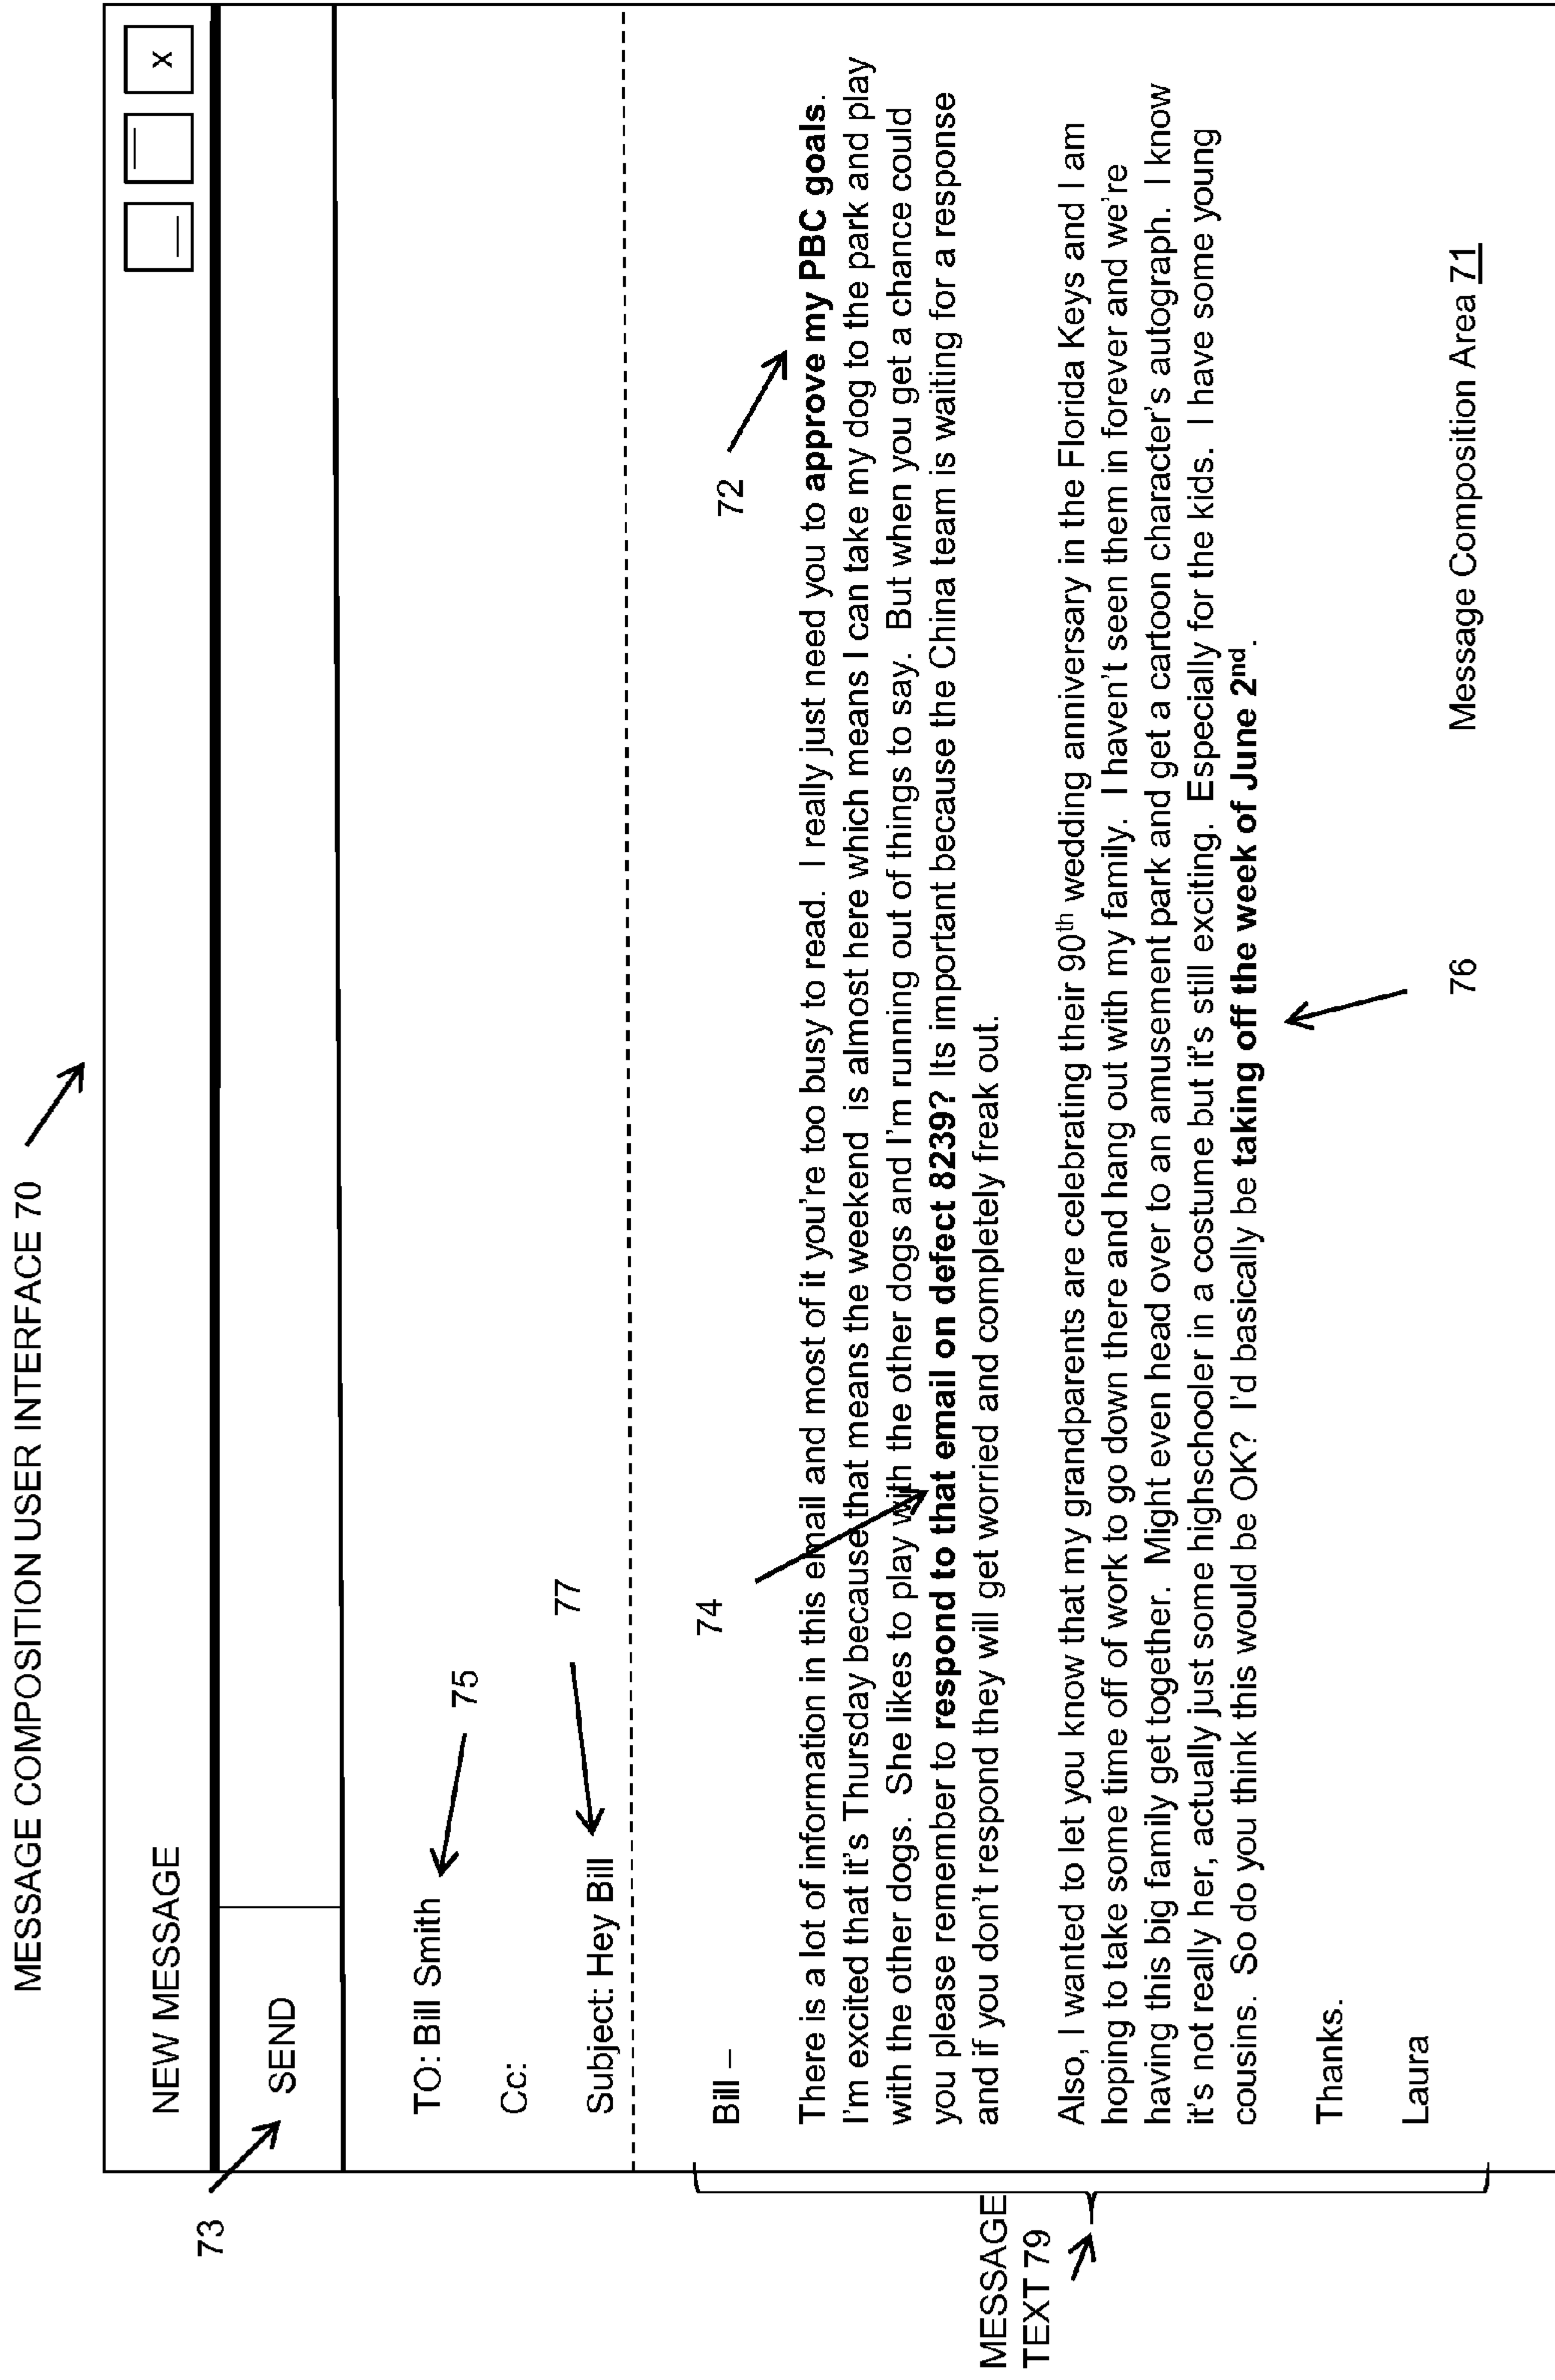 MESSAGE COMPOSITION USER INTERFACE 70
NEW MESSAGE
x
73
SEND
TO: Bill Smith
75
Cc:
77
Subject: Hey Bill
74
72
Bill –
There is a lot of information in this email and most of it you're too busy to read.  I really just need you to approve my PBC goals.
I'm excited that it's Thursday because that means the weekend  is almost here which means I can take my dog to the park and play
with the other dogs.  She likes to play with the other dogs and I'm running out of things to say.  But when you get a chance could
you please remember to respond to that email on defect 8239? Its important because the China team is waiting for a response
and if you don't respond they will get worried and completely freak out.
Also, I wanted to let you know that my grandparents are celebrating their 90th wedding anniversary in the Florida Keys and I am
hoping to take some time off of work to go down there and hang out with my family.  I haven't seen them in forever and we're
having this big family get together.  Might even head over to an amusement park and get a cartoon character's autograph.  I know
it's not really her, actually just some highschooler in a costume but it's still exciting.  Especially for the kids.  I have some young
cousins.  So do you think this would be OK?  I'd basically be taking off the week of June 2nd.
Thanks.
Laura
76
Message Composition Area 71
MESSAGE
TEXT 79